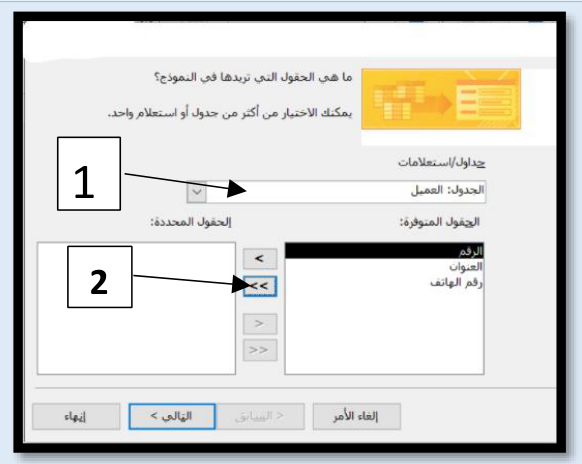 ما هي الحقول التي تريدها في النموذج؟
يمكنك الاختيار من أكثر من جدول أو استعلام واحد.
جداول/استعلامات
1
الجدول: العميل
الحقول المتوفرة:
الحقول المحددة:
الرقم
العنوان
رقم الهاتف
<
2
<<
>
>>
إلغاء الأمر
< السابق
التالي >
إنهاء